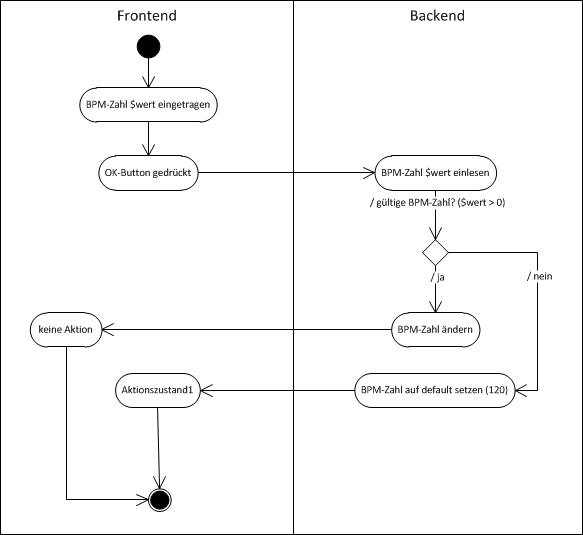 Frontend
Backend
BPM-Zahl $wert eingetragen
OK-Button gedrückt
BPM-Zahl $wert einlesen
/ gültige BPM-Zahl? ($wert > 0)
/ ja
/ nein
keine Aktion
BPM-Zahl ändern
Aktionszustand1
BPM-Zahl auf default setzen (120)